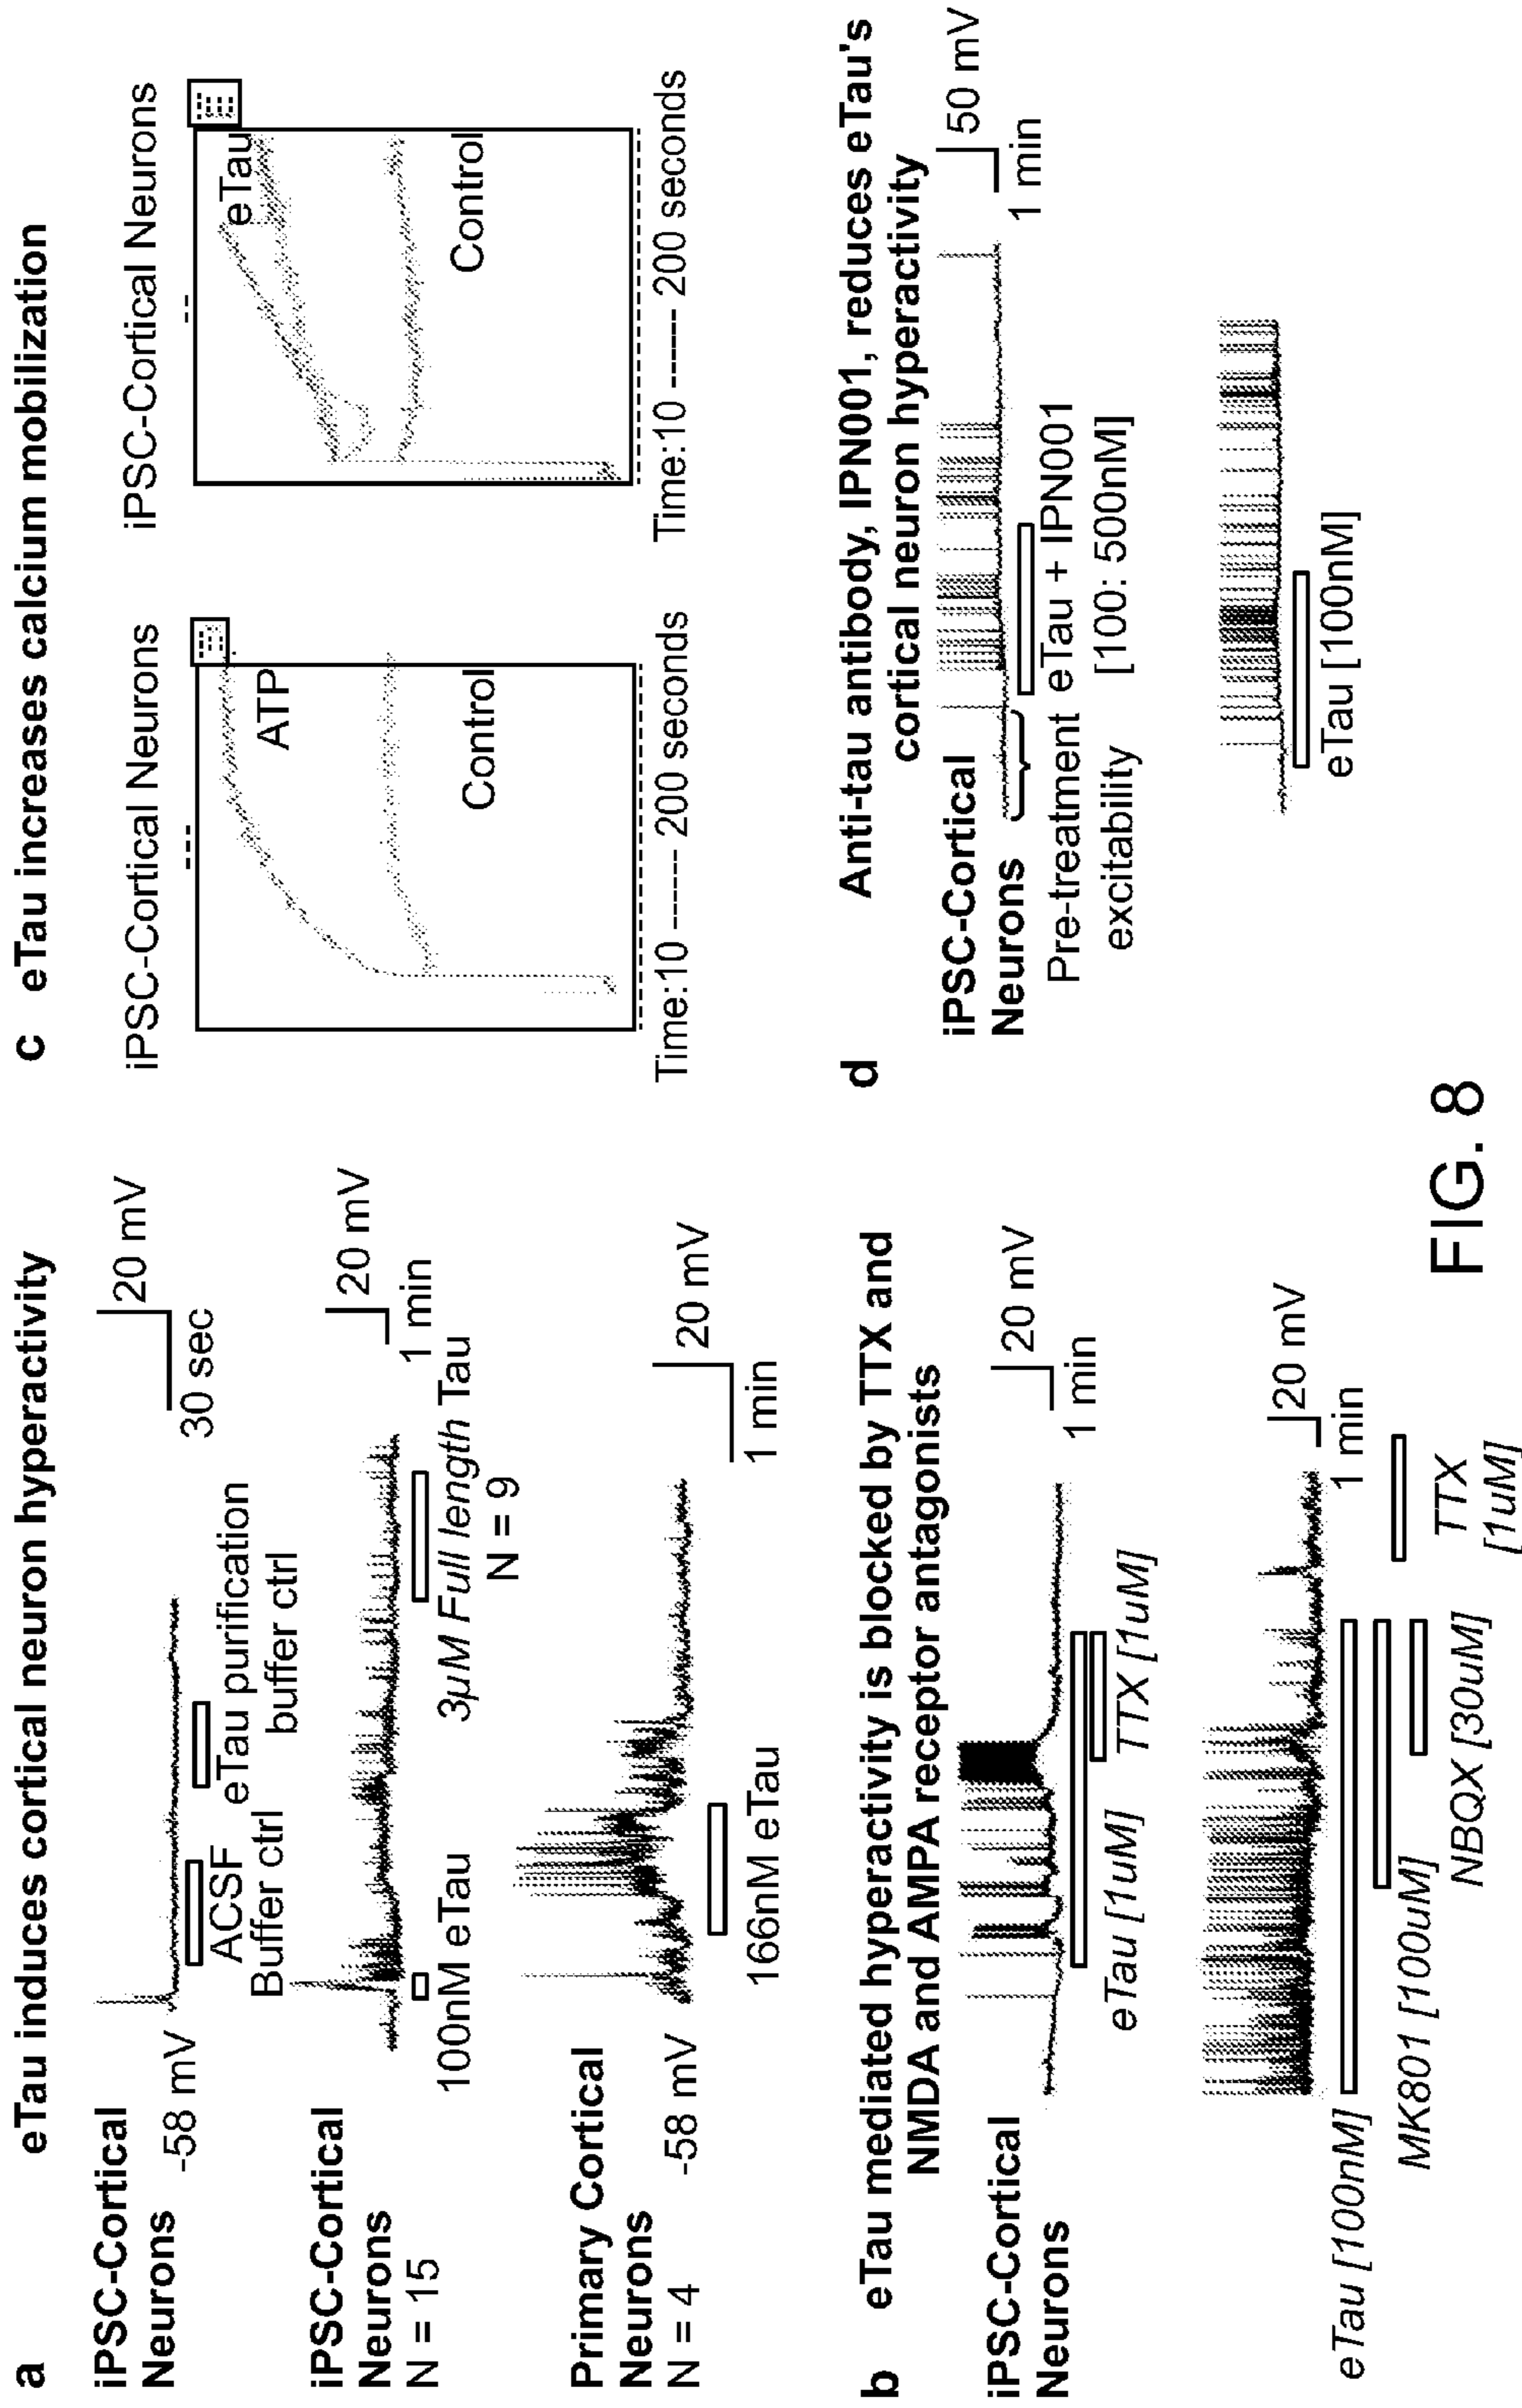 a eTau induces cortical neuron hyperactivity
iPSC-Cortical
Neurons
-58 mV
20 mV
30 sec
ACSF
Buffer ctrl
eTau purification
buffer ctrl
iPSC-Cortical
Neurons
N = 15
20 mV
1 min
100nM eTau
3µM Full length Tau
N = 9
Primary Cortical
Neurons
N = 4
-58 mV
20 mV
1 min
166nM eTau
b eTau mediated hyperactivity is blocked by TTX and
NMDA and AMPA receptor antagonists
iPSC-Cortical
Neurons
20 mV
1 min
eTau [1uM]
TTX [1uM]
20 mV
1 min
eTau [100nM]
MK801 [100uM]
NBQX [30uM]
TTX
[1uM]
c eTau increases calcium mobilization
iPSC-Cortical Neurons
ATP
Control
Time:10 ------ 200 seconds
iPSC-Cortical Neurons
eTau
Control
Time:10 ------ 200 seconds
d Anti-tau antibody, IPN001, reduces eTau's
cortical neuron hyperactivity
iPSC-Cortical
Neurons
50 mV
1 min
Pre-treatment
excitability
eTau + IPN001
[100: 500nM]
eTau [100nM]
FIG. 8